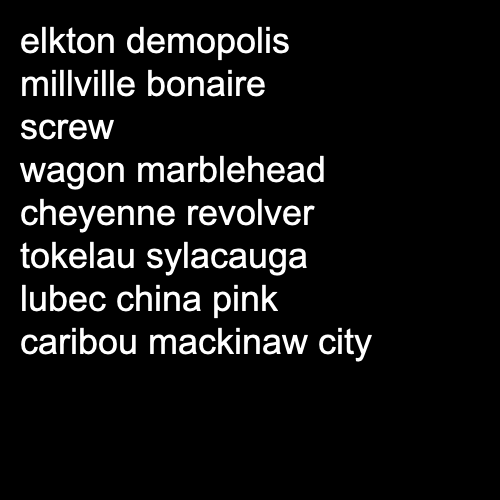 elkton demopolis
millville bonaire
screw
wagon marblehead
cheyenne revolver
tokelau sylacauga
lubec china pink
caribou mackinaw city